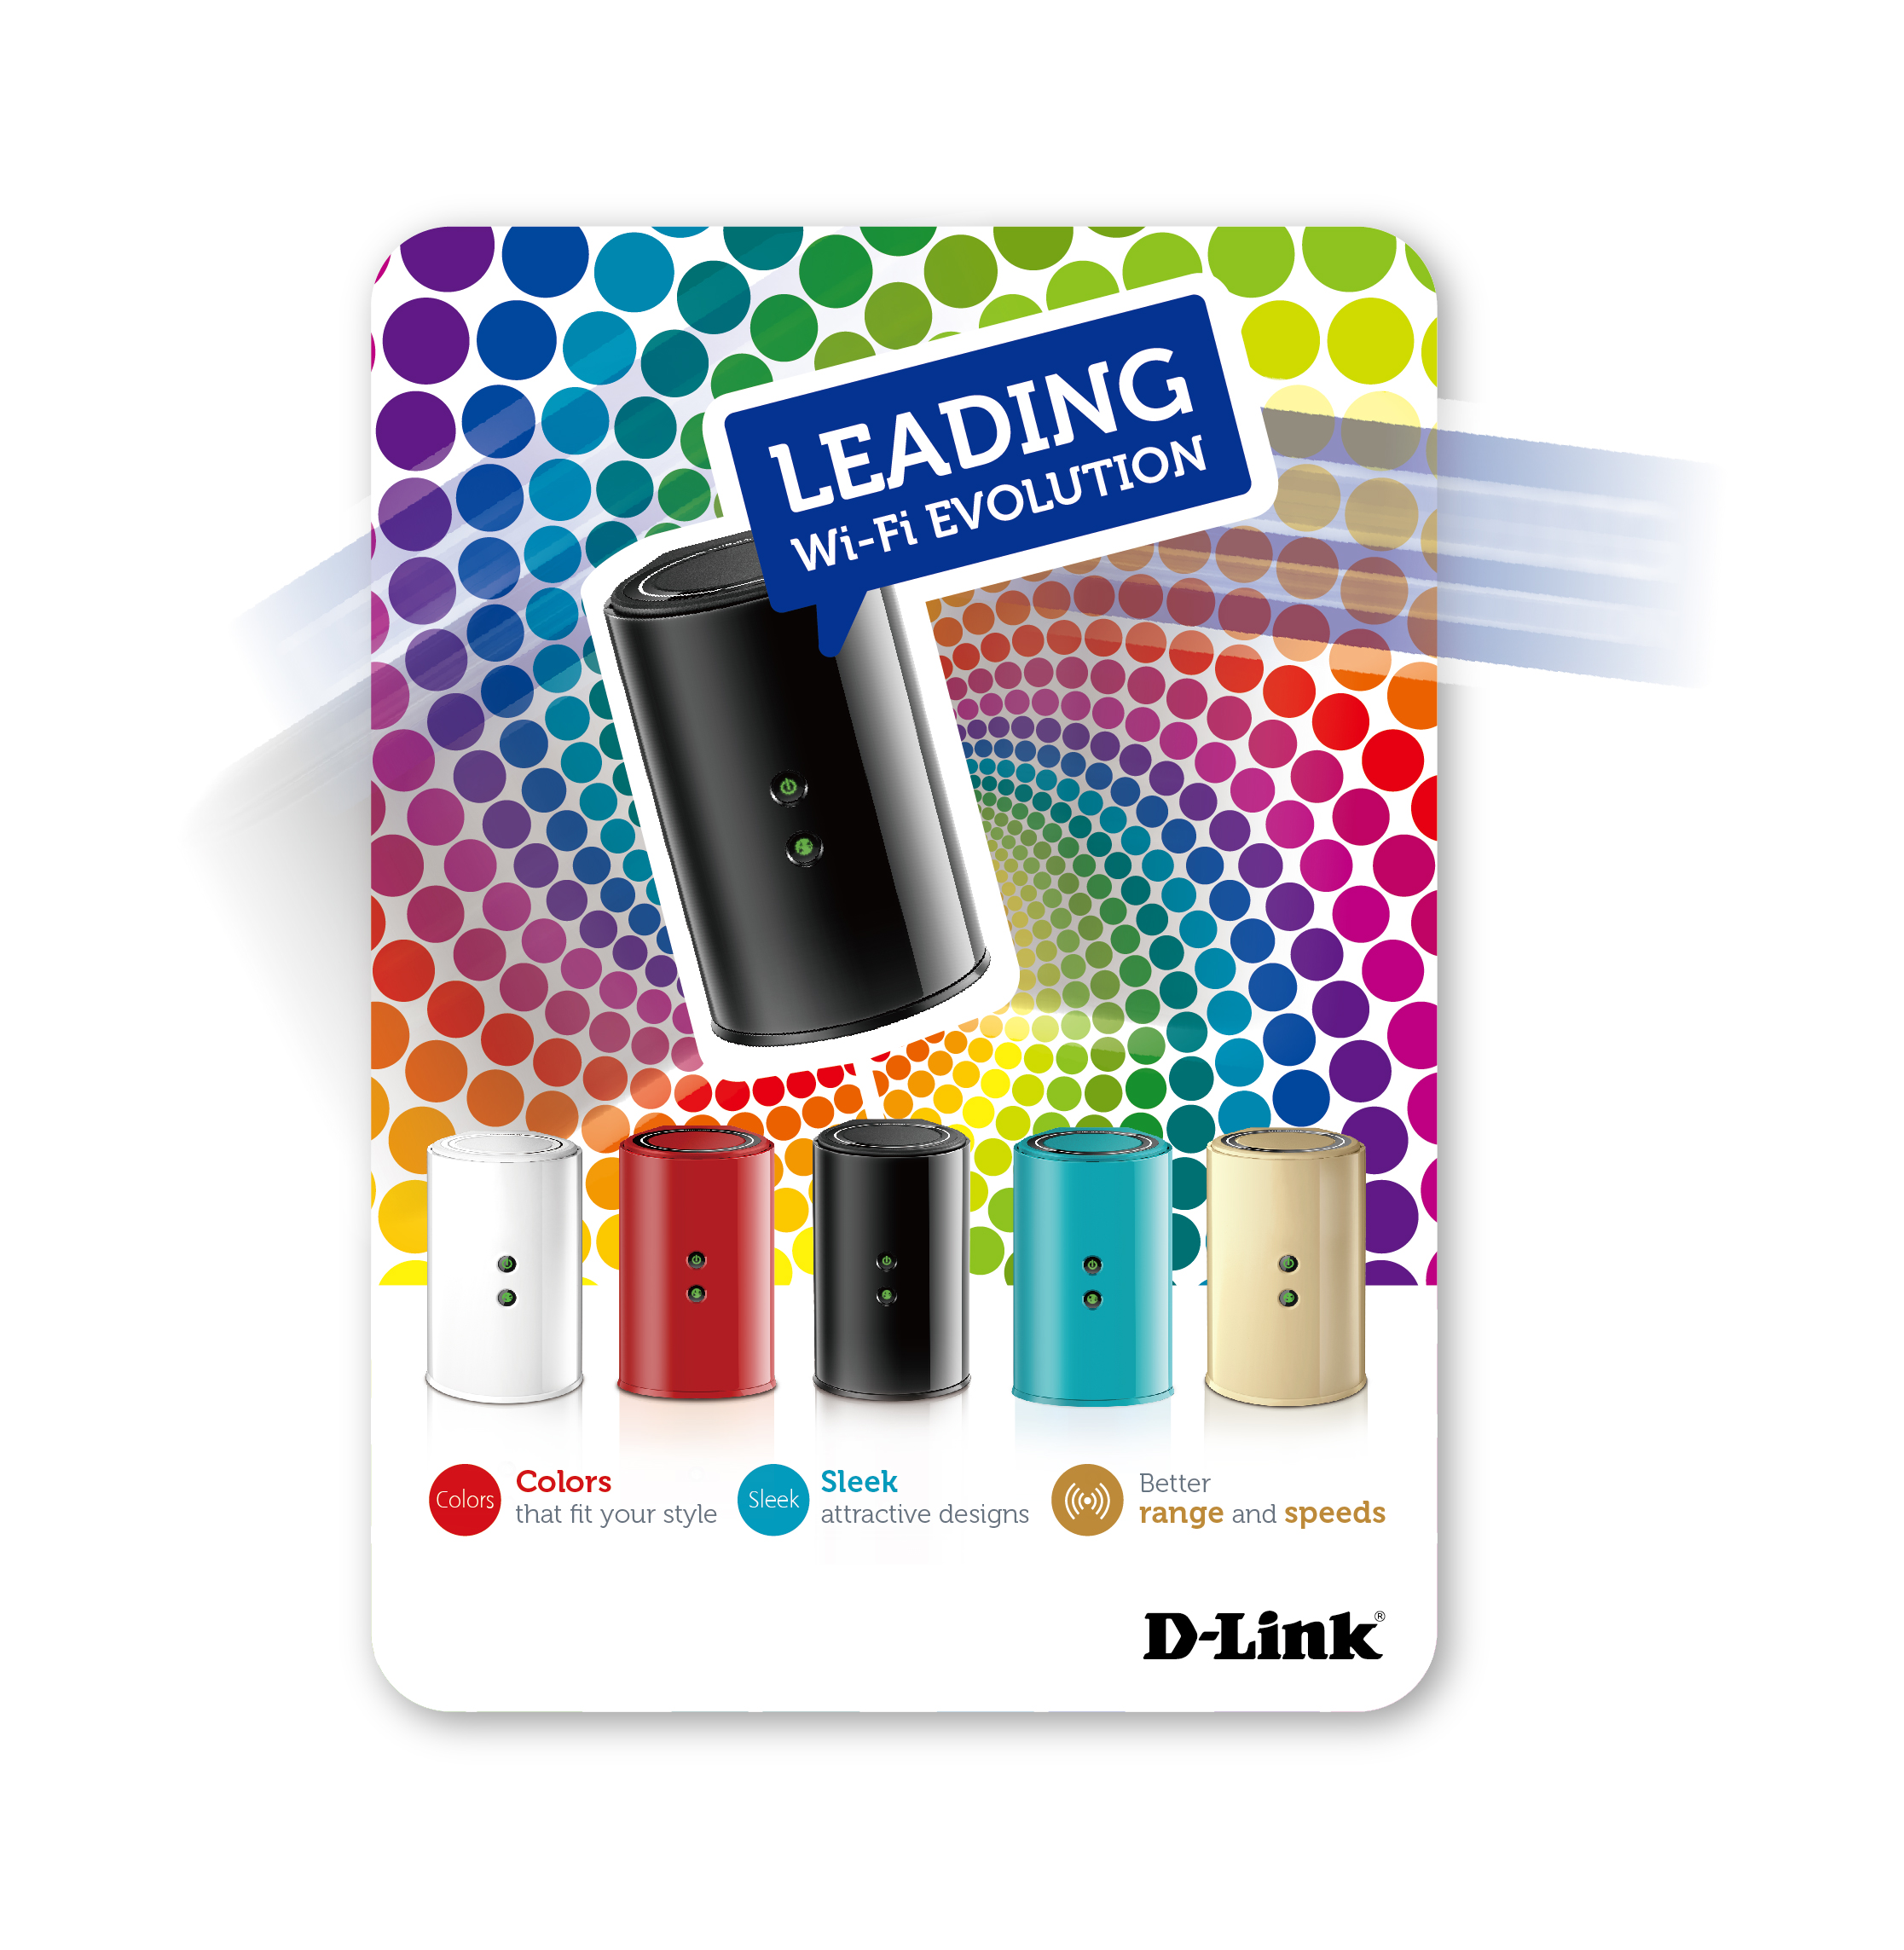 LEADING
Wi-Fi EVOLUTION
Colors
Colors
that fit your style
Sleek
Sleek
attractive designs
Better
range and speeds
D-Link®